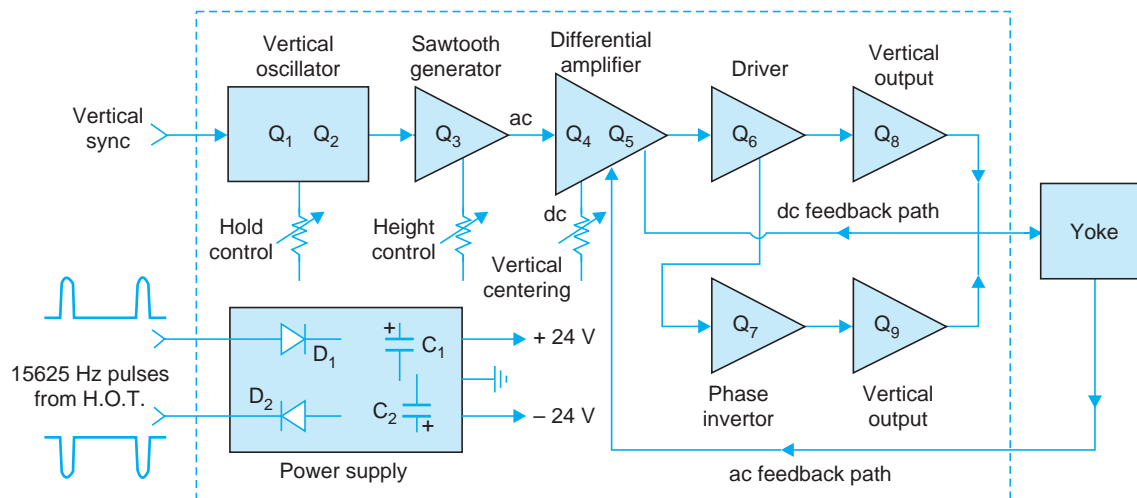 Vertical
oscillator
Sawtooth
generator
Differential
amplifier
Driver
Vertical
output
Vertical
sync
Q1 Q2
Q3
ac
Q4 Q5
Q6
Q8
Hold
control
Height
control
dc
Vertical
centering
dc feedback path
Yoke
Q7
Q9
Phase
invertor
Vertical
output
15625 Hz pulses
from H.O.T.
D1
D2
+
C1
C2
+
+ 24 V
– 24 V
Power supply
ac feedback path